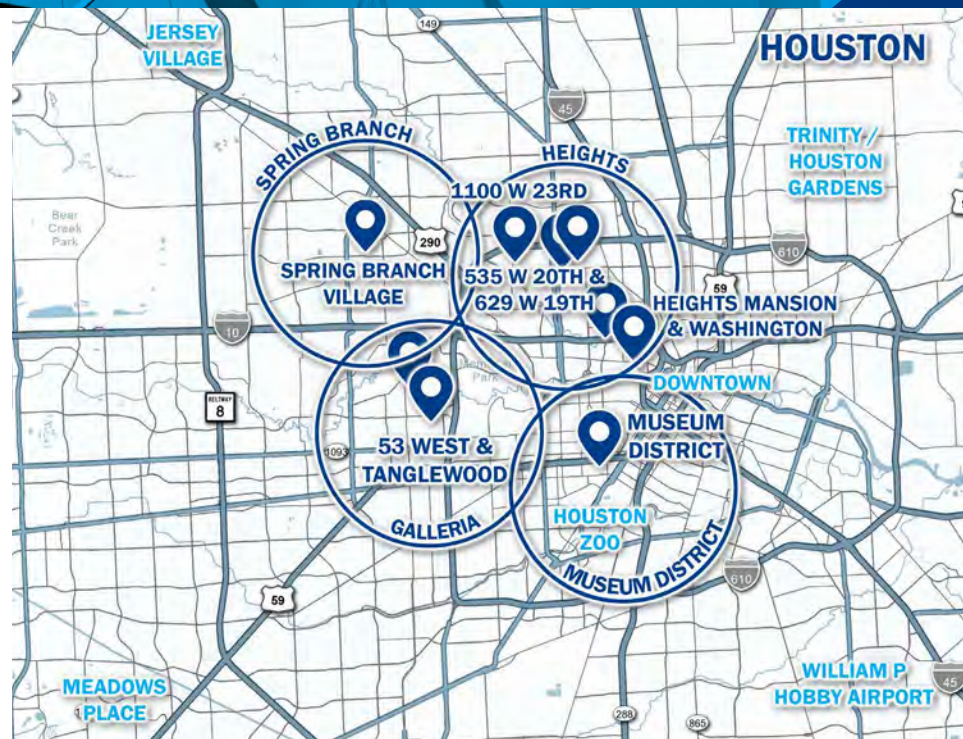 149
JERSEY
VILLAGE
HOUSTON
45
SPRING BRANCH
HEIGHTS
TRINITY /
HOUSTON
GARDENS
1100 W 23RD
Bear
Creek
Park
290
610
SPRING BRANCH
VILLAGE
535 W 20TH &
629 W 19TH
59
HEIGHTS MANSION
& WASHINGTON
10
Park
DOWNTOWN
BELTWAY
8
MUSEUM
DISTRICT
53 WEST &
TANGLEWOOD
1093
GALLERIA
HOUSTON
ZOO
MUSEUM DISTRICT
610
59
MEADOWS
PLACE
WILLIAM P
HOBBY AIRPORT
45
288
865